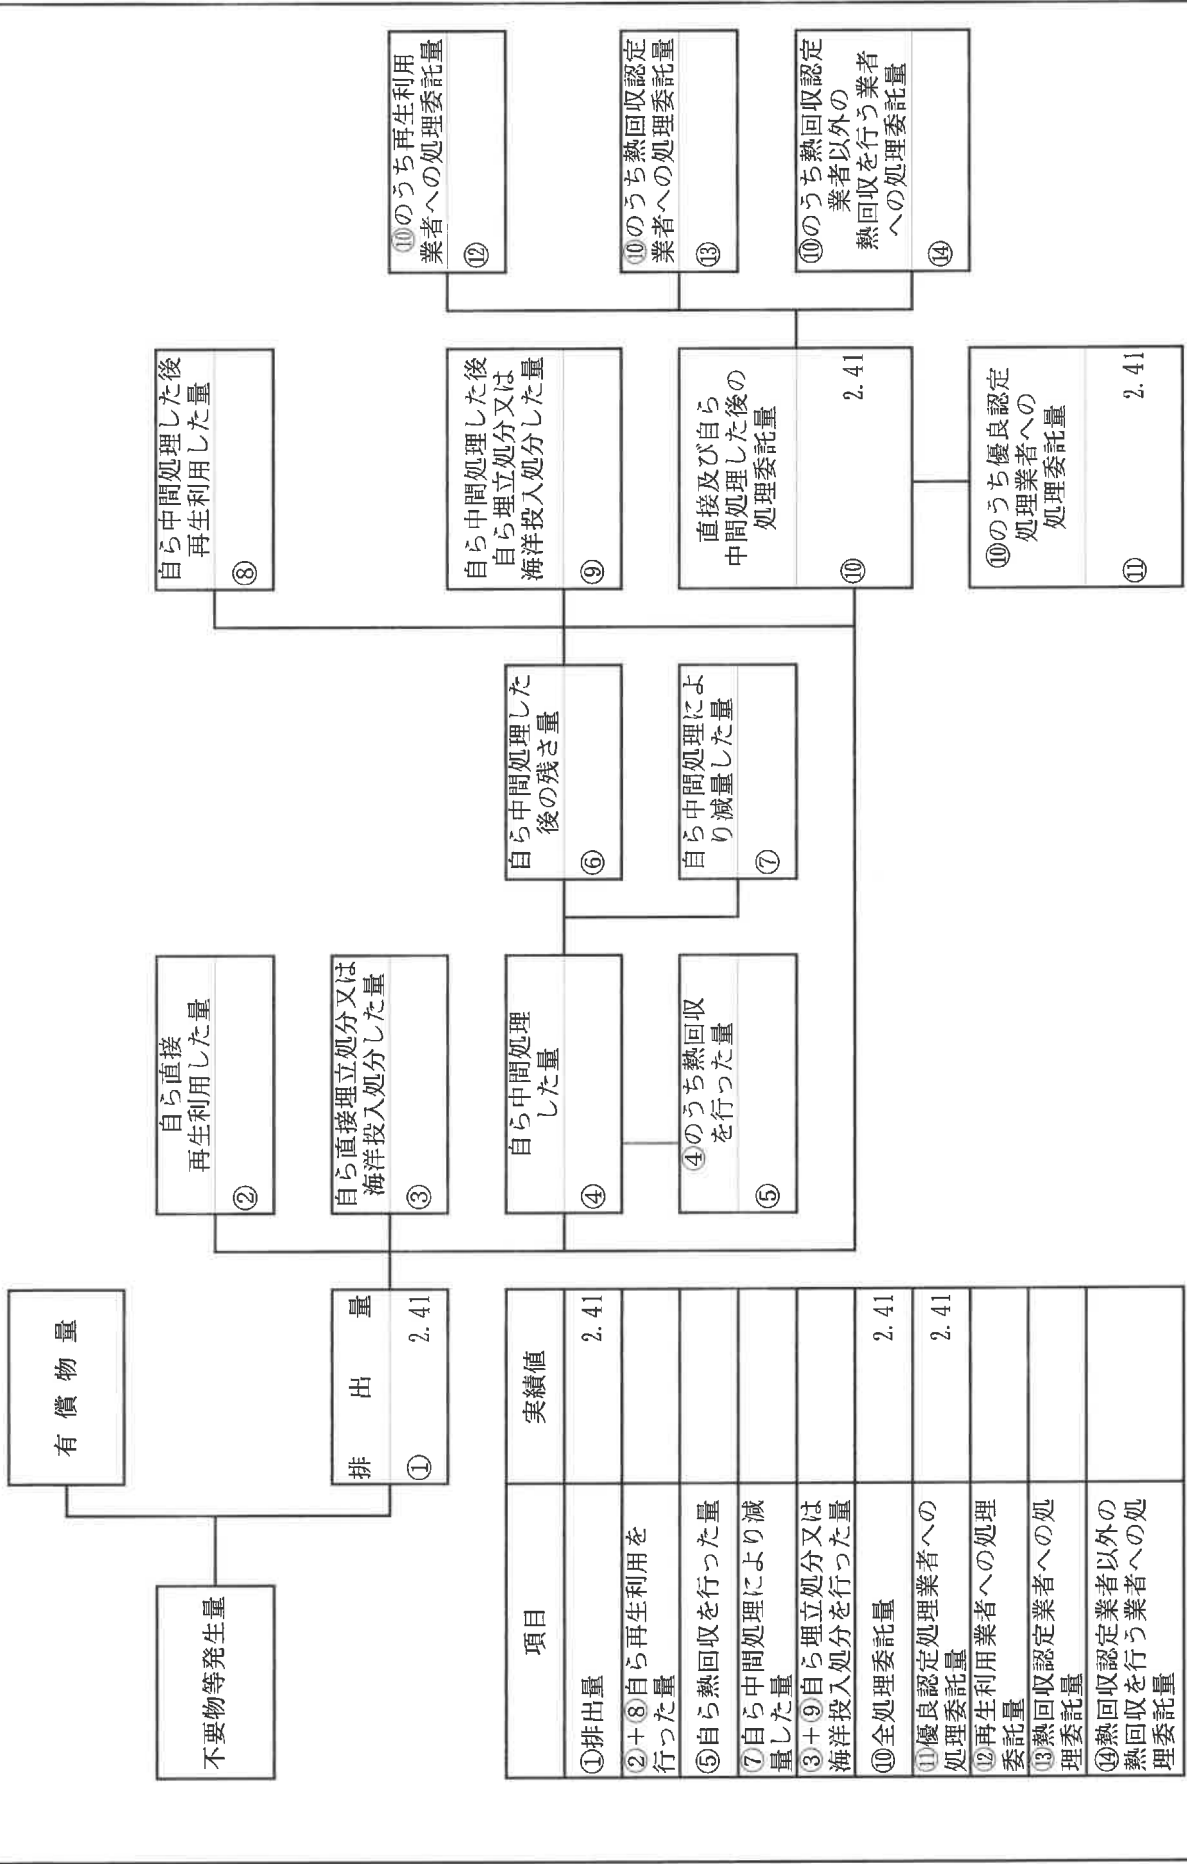 有償物量
不要物等発生量
排出量
① 2.41
自ら直接
再生利用した量
②
自ら直接埋立処分又は
海洋投入処分した量
③
自ら中間処理
した量
④
④のうち熱回収
を行った量
⑤
自ら中間処理した
後の残さ量
⑥
自ら中間処理によ
り減量した量
⑦
自ら中間処理した後
再生利用した量
⑧
自ら中間処理した後
自ら埋立処分又は
海洋投入処分した量
⑨
直接及び自ら
中間処理した後の
処理委託量
⑩ 2.41
⑩のうち優良認定
処理業者への
処理委託量
⑪ 2.41
⑩のうち再生利用
業者への処理委託量
⑫
⑩のうち熱回収認定
業者への処理委託量
⑬
⑩のうち熱回収認定
業者以外の
熱回収を行う業者
への処理委託量
⑭
項目 実績値
①排出量 2.41
②+⑧自ら再生利用を
行った量
⑤自ら熱回収を行った量
⑦自ら中間処理により減
量した量
③+⑨自ら埋立処分又は
海洋投入処分を行った量
⑩全処理委託量 2.41
⑪優良認定処理業者への
処理委託量 2.41
⑫再生利用業者への処理
委託量
⑬熱回収認定業者への処
理委託量
⑭熱回収認定業者以外の
熱回収を行う業者への処
理委託量